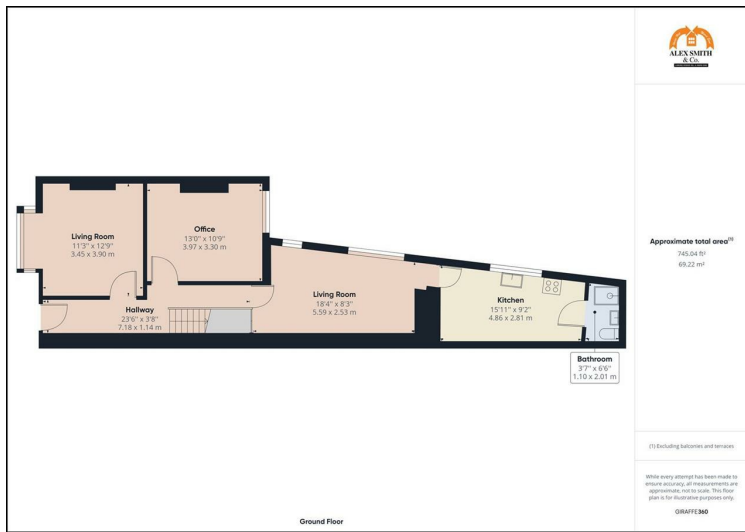 ALEX SMITH
& Co.
Approximate total area⁽¹⁾
745.04 ft²
69.22 m²
Living Room
11'3" x 12'9"
3.45 x 3.90 m
Office
13'0" x 10'9"
3.97 x 3.30 m
Hallway
23'6" x 3'8"
7.18 x 1.14 m
Living Room
18'4" x 8'3"
5.59 x 2.53 m
Kitchen
15'11" x 9'2"
4.86 x 2.81 m
Bathroom
3'7" x 6'6"
1.10 x 2.01 m
(1) Excluding balconies and terraces
While every attempt has been made to
ensure accuracy, all measurements are
approximate, not to scale. This floor
plan is for illustrative purposes only.
GIRAFFE360
Ground Floor